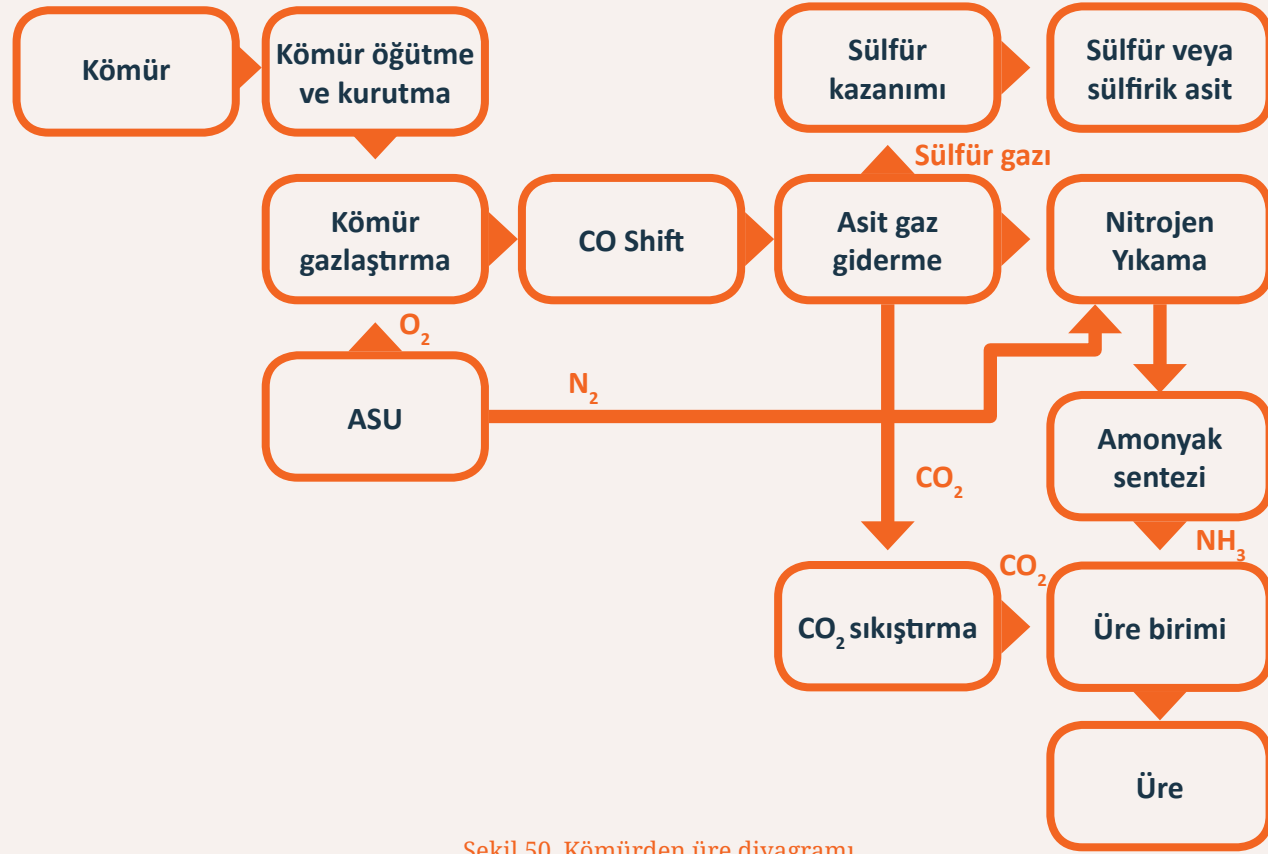 Kömür
Kömür öğütme
ve kurutma
Sülfür
kazanımı
Sülfür veya
sülfirik asit
Sülfür gazı
Kömür
gazlaştırma
CO Shift
Asit gaz
giderme
Nitrojen
Yıkama
O₂
ASU
N₂
CO₂
Amonyak
sentezi
NH₃
CO₂ sıkıştırma
CO₂
Üre birimi
Üre
Şekil 50. Kömürden üre diyagramı